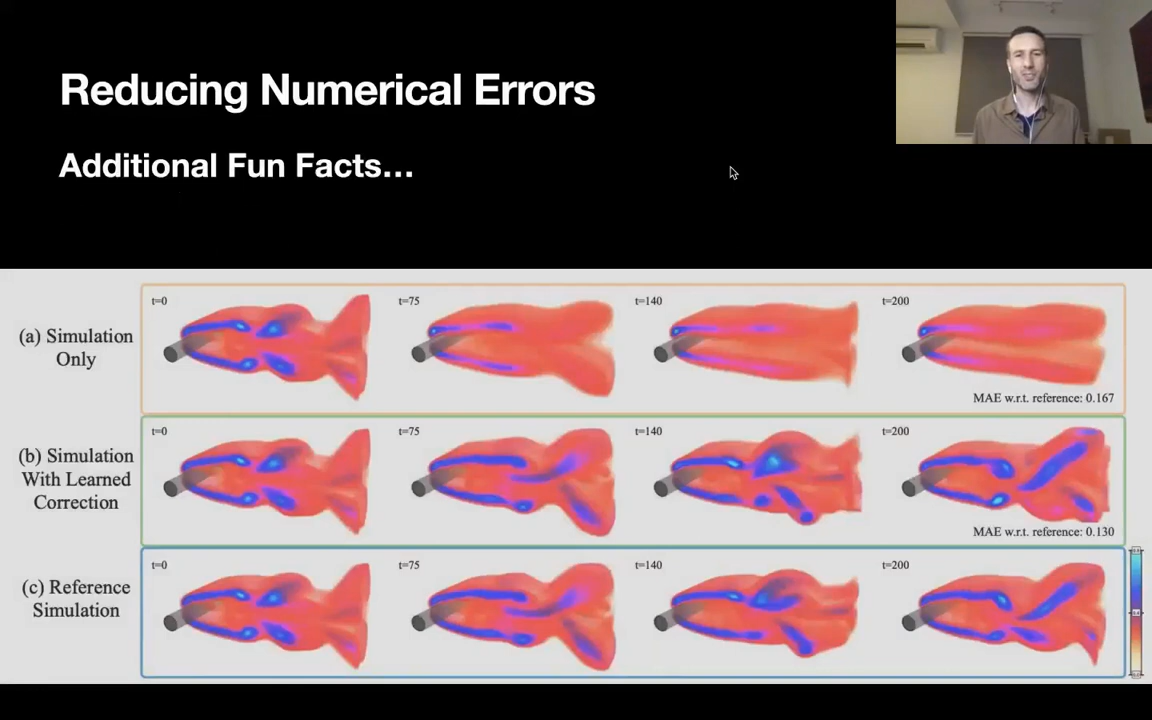 Reducing Numerical Errors
Additional Fun Facts...
(a) Simulation
Only
t=0
t=75
t=140
t=200
MAE w.r.t. reference: 0.167
(b) Simulation
With Learned
Correction
t=0
t=75
t=140
t=200
MAE w.r.t. reference: 0.130
(c) Reference
Simulation
t=0
t=75
t=140
t=200